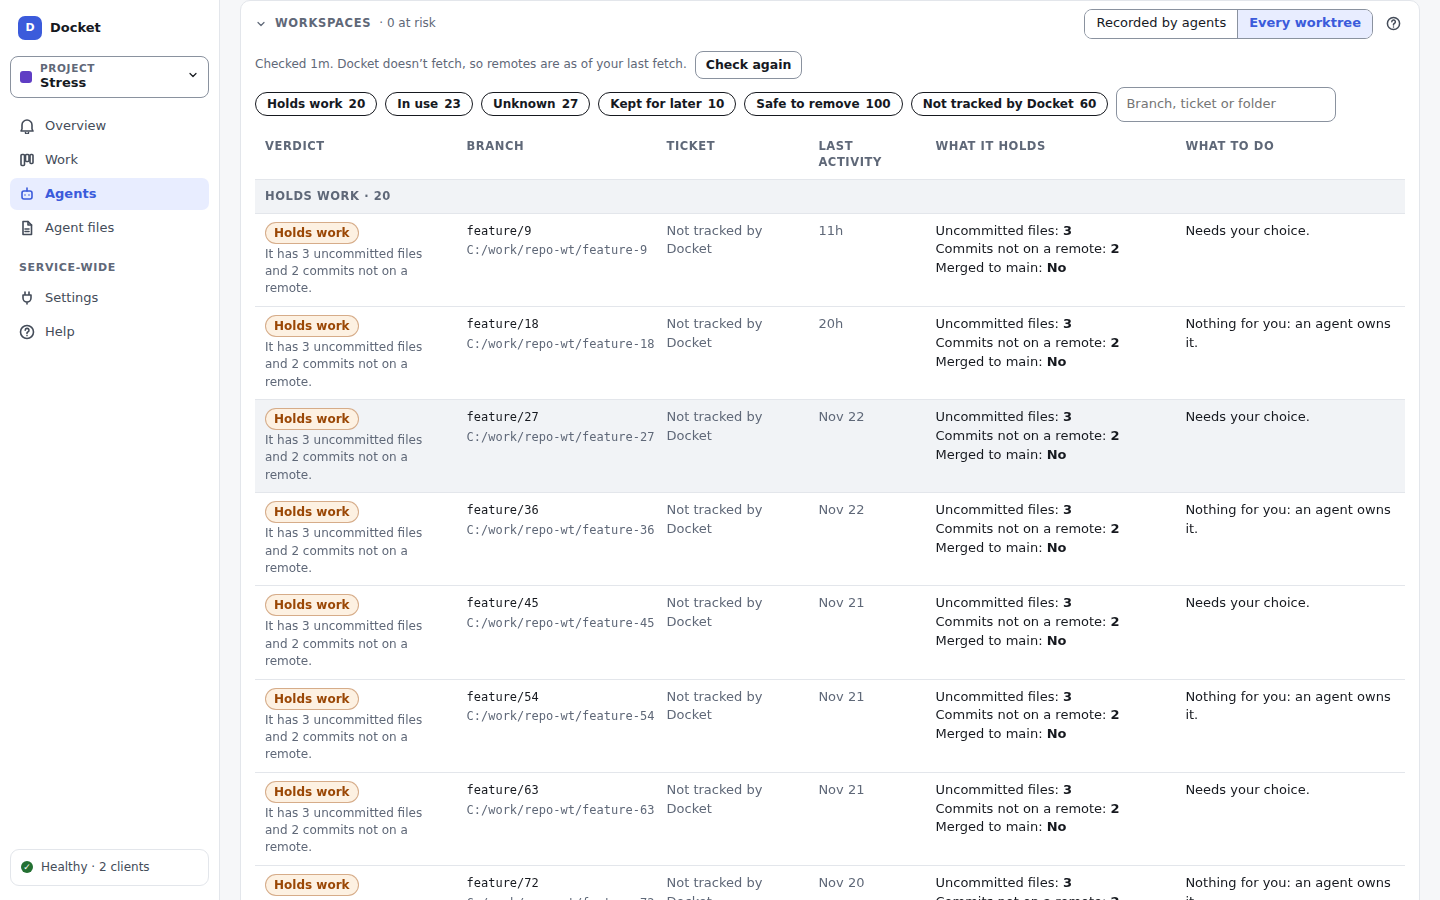 D Docket
PROJECT
Stress
Overview
Work
Agents
Agent files
SERVICE-WIDE
Settings
Help
Healthy · 2 clients
WORKSPACES · 0 at risk
Recorded by agents Every worktree
Checked 1m. Docket doesn’t fetch, so remotes are as of your last fetch. Check again
Holds work 20 In use 23 Unknown 27 Kept for later 10 Safe to remove 100 Not tracked by Docket 60 Branch, ticket or folder
VERDICT BRANCH TICKET LAST ACTIVITY WHAT IT HOLDS WHAT TO DO
HOLDS WORK · 20
Holds work
It has 3 uncommitted files
and 2 commits not on a
remote.
feature/9
C:/work/repo-wt/feature-9
Not tracked by
Docket
11h
Uncommitted files: 3
Commits not on a remote: 2
Merged to main: No
Needs your choice.
Holds work
It has 3 uncommitted files
and 2 commits not on a
remote.
feature/18
C:/work/repo-wt/feature-18
Not tracked by
Docket
20h
Uncommitted files: 3
Commits not on a remote: 2
Merged to main: No
Nothing for you: an agent owns
it.
Holds work
It has 3 uncommitted files
and 2 commits not on a
remote.
feature/27
C:/work/repo-wt/feature-27
Not tracked by
Docket
Nov 22
Uncommitted files: 3
Commits not on a remote: 2
Merged to main: No
Needs your choice.
Holds work
It has 3 uncommitted files
and 2 commits not on a
remote.
feature/36
C:/work/repo-wt/feature-36
Not tracked by
Docket
Nov 22
Uncommitted files: 3
Commits not on a remote: 2
Merged to main: No
Nothing for you: an agent owns
it.
Holds work
It has 3 uncommitted files
and 2 commits not on a
remote.
feature/45
C:/work/repo-wt/feature-45
Not tracked by
Docket
Nov 21
Uncommitted files: 3
Commits not on a remote: 2
Merged to main: No
Needs your choice.
Holds work
It has 3 uncommitted files
and 2 commits not on a
remote.
feature/54
C:/work/repo-wt/feature-54
Not tracked by
Docket
Nov 21
Uncommitted files: 3
Commits not on a remote: 2
Merged to main: No
Nothing for you: an agent owns
it.
Holds work
It has 3 uncommitted files
and 2 commits not on a
remote.
feature/63
C:/work/repo-wt/feature-63
Not tracked by
Docket
Nov 21
Uncommitted files: 3
Commits not on a remote: 2
Merged to main: No
Needs your choice.
Holds work
feature/72
Not tracked by
Nov 20
Uncommitted files: 3
Nothing for you: an agent owns